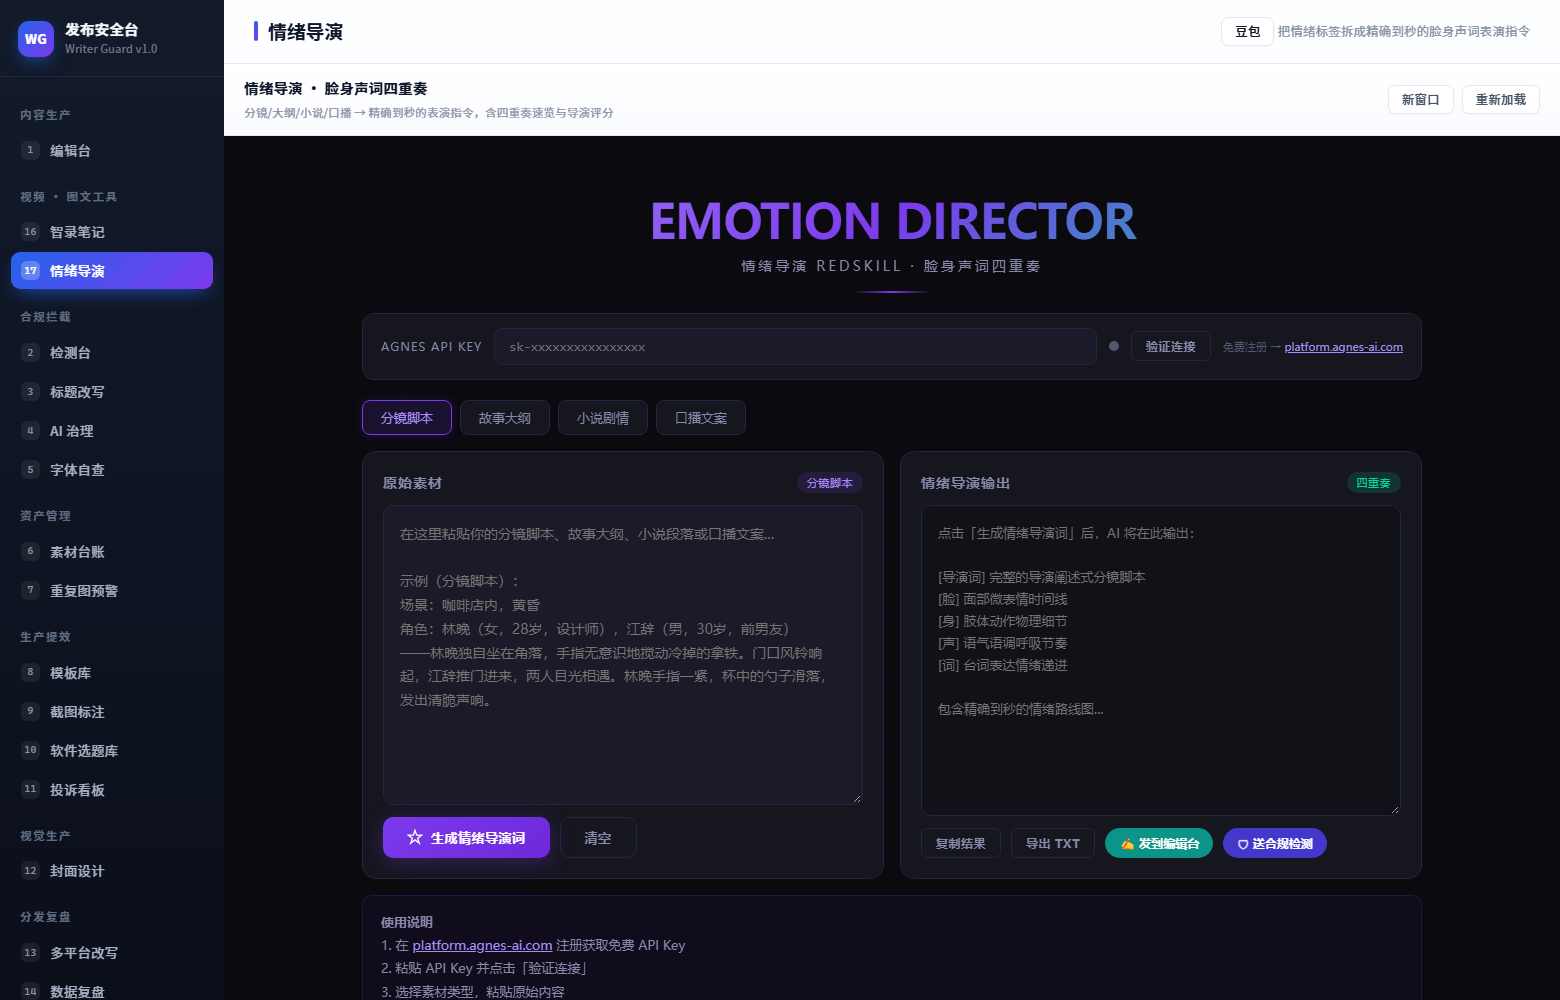 WG
发布安全台
Writer Guard v1.0
内容生产
1 编辑台
视频 · 图文工具
16 智录笔记
17 情绪导演
合规拦截
2 检测台
3 标题改写
4 AI 治理
5 字体自查
资产管理
6 素材台账
7 重复图预警
生产提效
8 模板库
9 截图标注
10 软件选题库
11 投诉看板
视觉生产
12 封面设计
分发复盘
13 多平台改写
14 数据复盘
情绪导演
豆包 把情绪标签拆成精确到秒的脸身声词表演指令
情绪导演 · 脸身声词四重奏
分镜/大纲/小说/口播 → 精确到秒的表演指令，含四重奏速览与导演评分
新窗口 重新加载
EMOTION DIRECTOR
情绪导演 REDSKILL · 脸身声词四重奏
AGNES API KEY sk-xxxxxxxxxxxxxxxx 验证连接 免费注册 → platform.agnes-ai.com
分镜脚本 故事大纲 小说剧情 口播文案
原始素材 分镜脚本
在这里粘贴你的分镜脚本、故事大纲、小说段落或口播文案...
示例（分镜脚本）：
场景：咖啡店内，黄昏
角色：林晚（女，28岁，设计师），江辞（男，30岁，前男友）
——林晚独自坐在角落，手指无意识地搅动冷掉的拿铁。门口风铃响
起，江辞推门进来，两人目光相遇。林晚手指一紧，杯中的勺子滑落，
发出清脆声响。
☆ 生成情绪导演词 清空
情绪导演输出 四重奏
点击「生成情绪导演词」后，AI 将在此输出：
[导演词] 完整的导演阐述式分镜脚本
[脸] 面部微表情时间线
[身] 肢体动作物理细节
[声] 语气语调呼吸节奏
[词] 台词表达情绪递进
包含精确到秒的情绪路线图...
复制结果 导出 TXT ✍ 发到编辑台 🛡 送合规检测
使用说明
1. 在 platform.agnes-ai.com 注册获取免费 API Key
2. 粘贴 API Key 并点击「验证连接」
3. 选择素材类型，粘贴原始内容